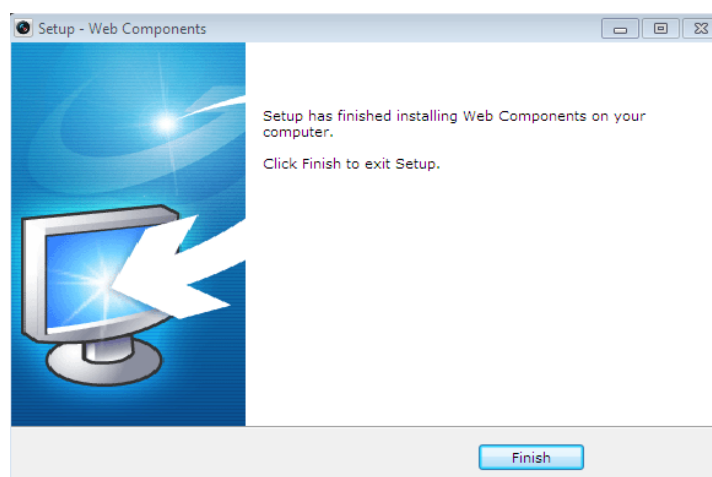 Setup - Web Components
Setup has finished installing Web Components on your
computer.
Click Finish to exit Setup.
Finish